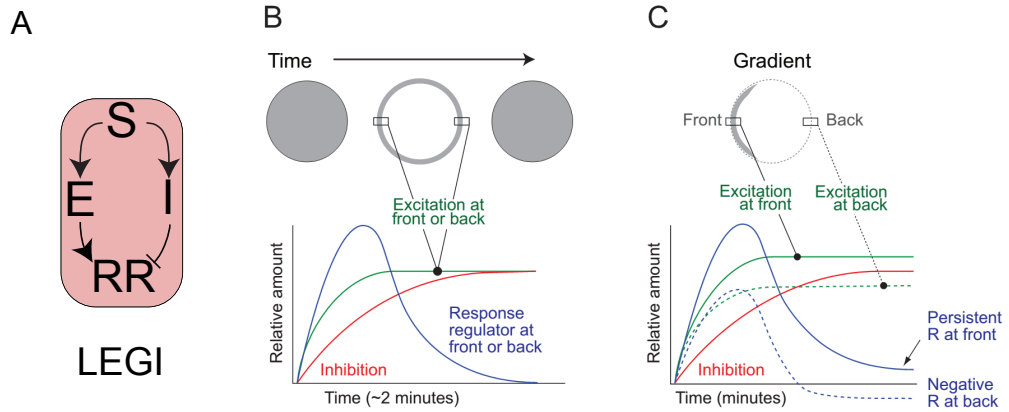 A
S
E
I
RR
LEGI
B
Time
Excitation at
front or back
Relative amount
Response
regulator at
front or back
Inhibition
Time (~2 minutes)
C
Gradient
Front
Back
Excitation
at front
Excitation
at back
Relative amount
Persistent
R at front
Inhibition
Negative
R at back
Time (minutes)